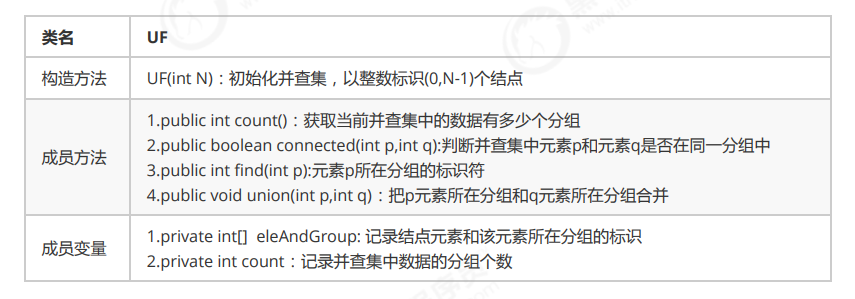 类名 UF
构造方法 UF(int N)：初始化并查集，以整数标识(0,N-1)个结点
成员方法
1.public int count()：获取当前并查集中的数据有多少个分组
2.public boolean connected(int p,int q):判断并查集中元素p和元素q是否在同一分组中
3.public int find(int p):元素p所在分组的标识符
4.public void union(int p,int q)：把p元素所在分组和q元素所在分组合并
成员变量
1.private int[] eleAndGroup: 记录结点元素和该元素所在分组的标识
2.private int count：记录并查集中数据的分组个数